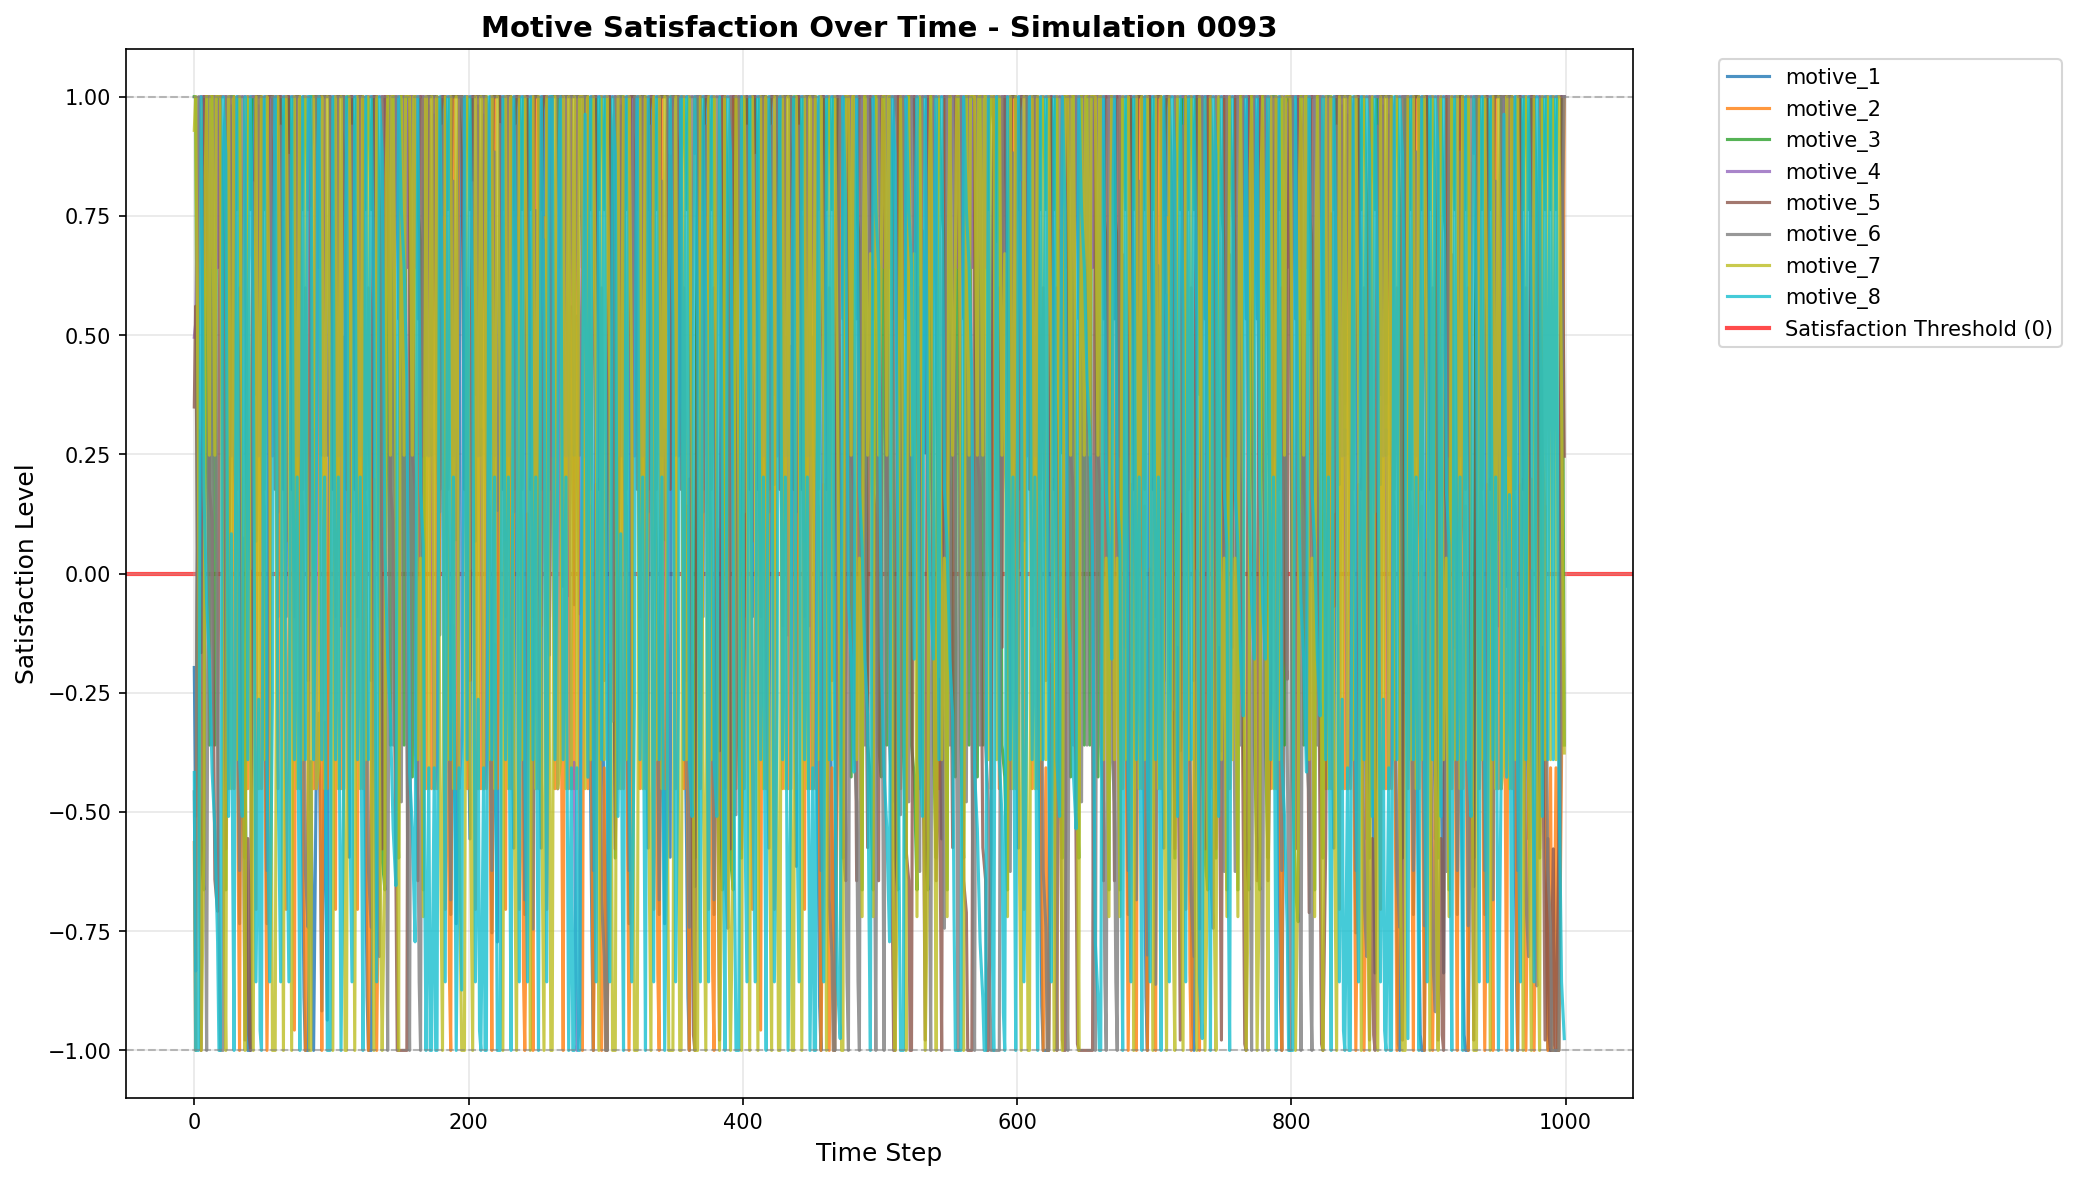 Motive Satisfaction Over Time - Simulation 0093
Satisfaction Level
1.00
0.75
0.50
0.25
0.00
−0.25
−0.50
−0.75
−1.00
0
200
400
600
800
1000
Time Step
motive_1
motive_2
motive_3
motive_4
motive_5
motive_6
motive_7
motive_8
Satisfaction Threshold (0)